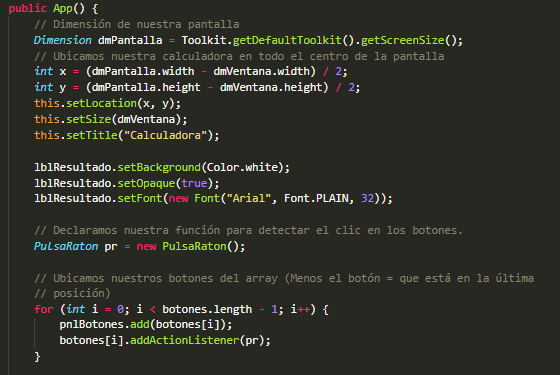 public App() {
// Dimensión de nuestra pantalla
Dimension dmPantalla = Toolkit.getDefaultToolkit().getScreenSize();
// Ubicamos nuestra calculadora en todo el centro de la pantalla
int x = (dmPantalla.width - dmVentana.width) / 2;
int y = (dmPantalla.height - dmVentana.height) / 2;
this.setLocation(x, y);
this.setSize(dmVentana);
this.setTitle("Calculadora");
lblResultado.setBackground(Color.white);
lblResultado.setOpaque(true);
lblResultado.setFont(new Font("Arial", Font.PLAIN, 32));
// Declaramos nuestra función para detectar el clic en los botones.
PulsaRaton pr = new PulsaRaton();
// Ubicamos nuestros botones del array (Menos el botón = que está en la última
// posición)
for (int i = 0; i < botones.length - 1; i++) {
pnlBotones.add(botones[i]);
botones[i].addActionListener(pr);
}